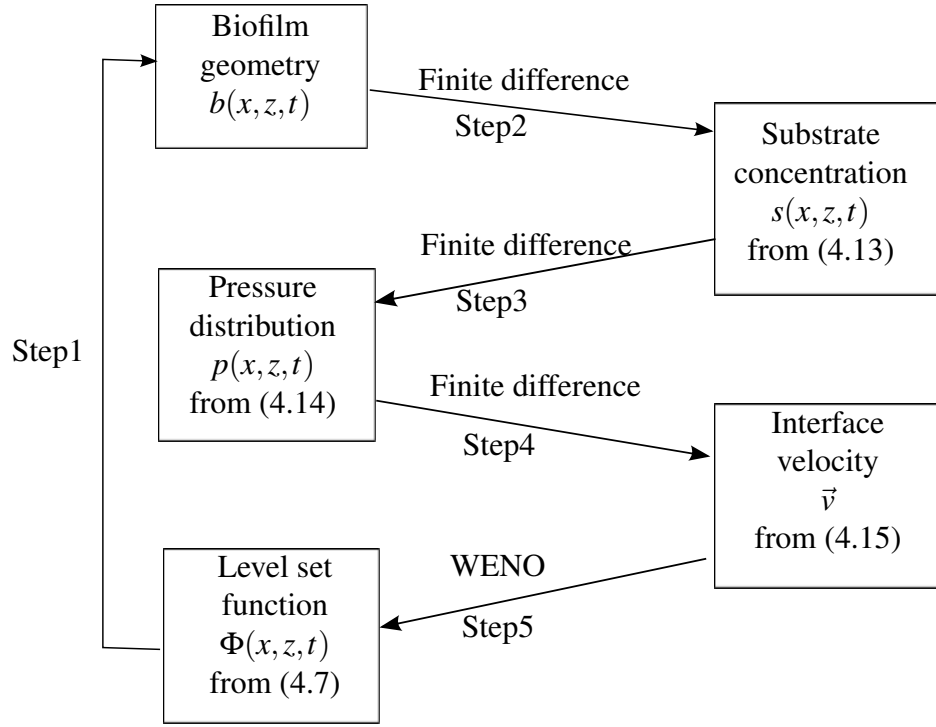 Biofilm
geometry
b(x,z,t)
Finite difference
Step2
Substrate
concentration
s(x,z,t)
from (4.13)
Finite difference
Step3
Pressure
distribution
p(x,z,t)
from (4.14)
Step1
Finite difference
Step4
Interface
velocity
v⃗
from (4.15)
WENO
Step5
Level set
function
Φ(x,z,t)
from (4.7)